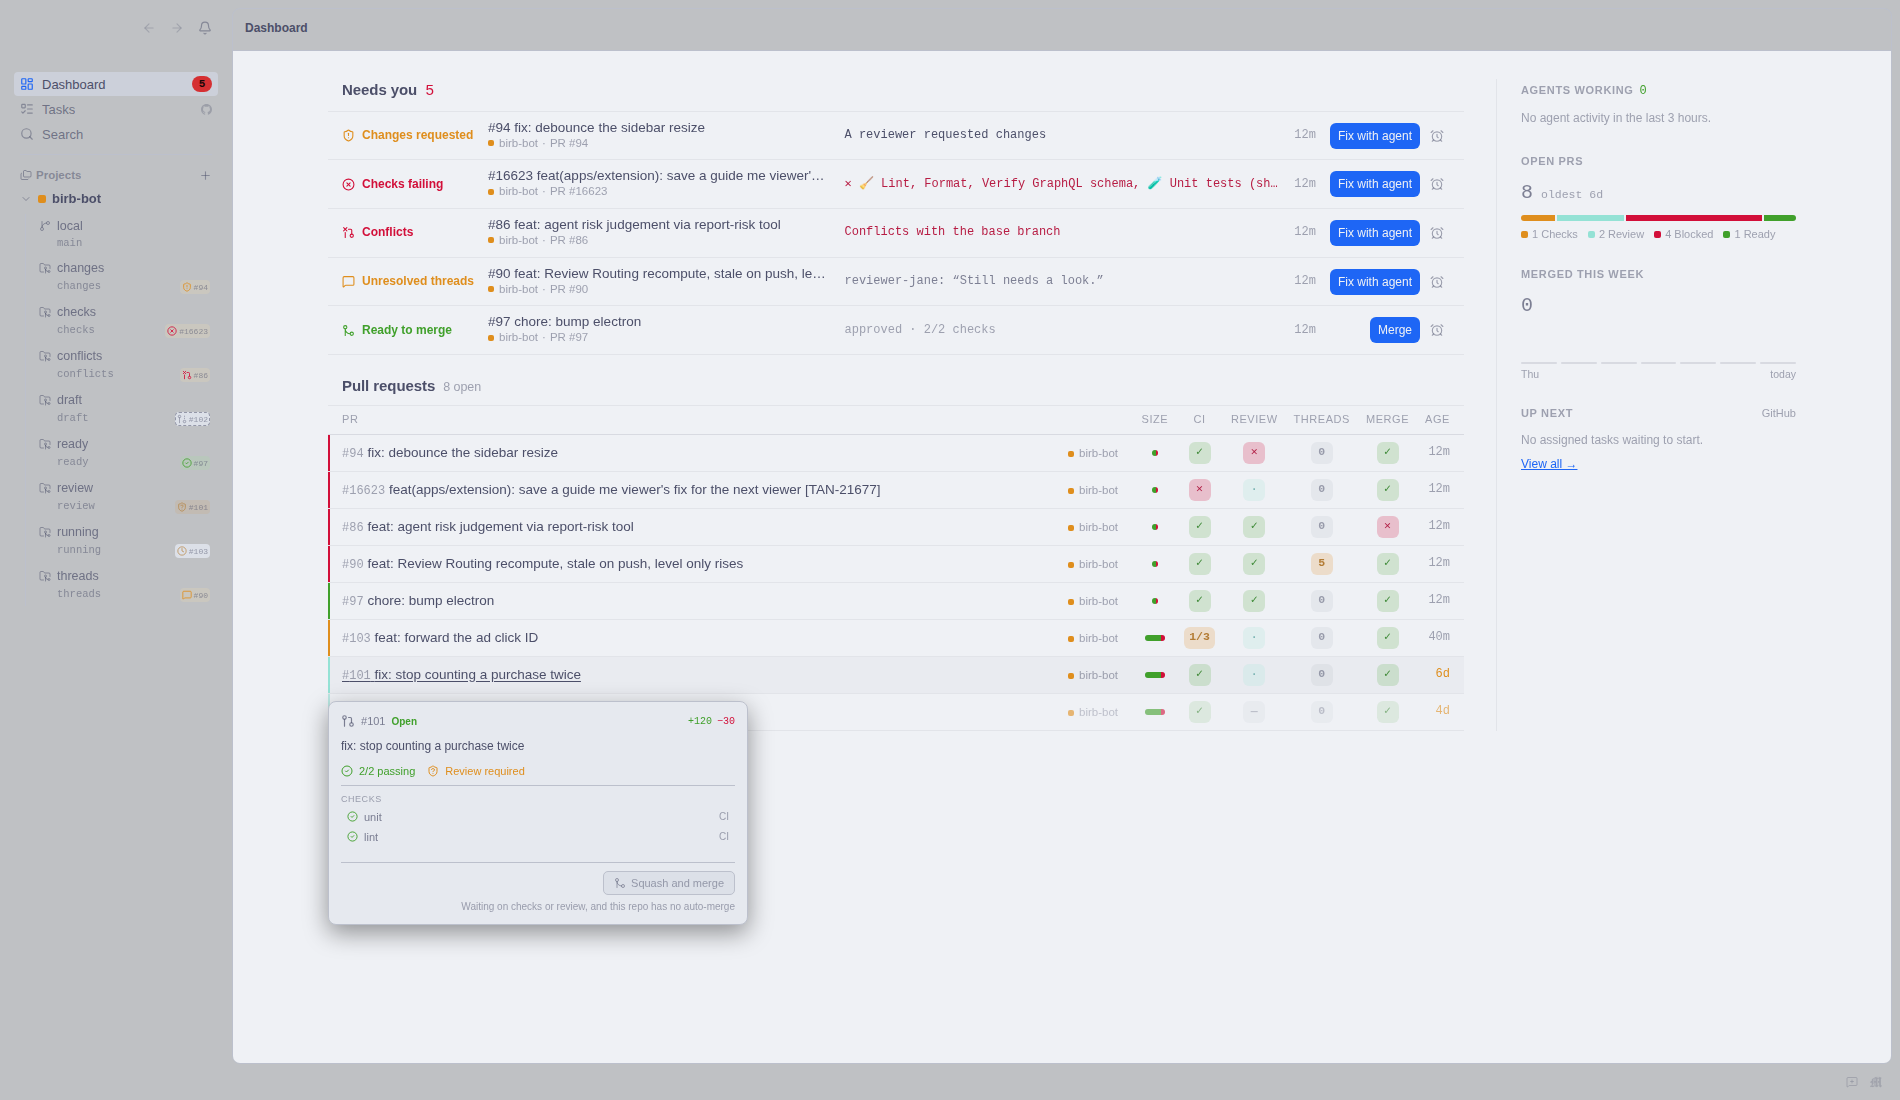 Dashboard
Dashboard 5
Tasks
Search
Projects
birb-bot
local
main
changes
changes #94
checks
checks #16623
conflicts
conflicts #86
draft
draft #102
ready
ready #97
review
review #101
running
running #103
threads
threads #90
Needs you 5
Changes requested
#94 fix: debounce the sidebar resize
birb-bot · PR #94
A reviewer requested changes
12m
Fix with agent
Checks failing
#16623 feat(apps/extension): save a guide me viewer'…
birb-bot · PR #16623
✕ 🧹 Lint, Format, Verify GraphQL schema, 🧪 Unit tests (sh…
12m
Fix with agent
Conflicts
#86 feat: agent risk judgement via report-risk tool
birb-bot · PR #86
Conflicts with the base branch
12m
Fix with agent
Unresolved threads
#90 feat: Review Routing recompute, stale on push, le…
birb-bot · PR #90
reviewer-jane: “Still needs a look.”
12m
Fix with agent
Ready to merge
#97 chore: bump electron
birb-bot · PR #97
approved · 2/2 checks
12m
Merge
Pull requests 8 open
PR SIZE CI REVIEW THREADS MERGE AGE
#94 fix: debounce the sidebar resize birb-bot ✓ ✕ 0 ✓ 12m
#16623 feat(apps/extension): save a guide me viewer's fix for the next viewer [TAN-21677] birb-bot ✕ · 0 ✓ 12m
#86 feat: agent risk judgement via report-risk tool birb-bot ✓ ✓ 0 ✕ 12m
#90 feat: Review Routing recompute, stale on push, level only rises birb-bot ✓ ✓ 5 ✓ 12m
#97 chore: bump electron birb-bot ✓ ✓ 0 ✓ 12m
#103 feat: forward the ad click ID birb-bot 1/3 · 0 ✓ 40m
#101 fix: stop counting a purchase twice birb-bot ✓ · 0 ✓ 6d
birb-bot ✓ — 0 ✓ 4d
#101 Open +120 −30
fix: stop counting a purchase twice
2/2 passing Review required
CHECKS
unit CI
lint CI
Squash and merge
Waiting on checks or review, and this repo has no auto-merge
AGENTS WORKING 0
No agent activity in the last 3 hours.
OPEN PRS
8 oldest 6d
1 Checks 2 Review 4 Blocked 1 Ready
MERGED THIS WEEK
0
Thu today
UP NEXT GitHub
No assigned tasks waiting to start.
View all →